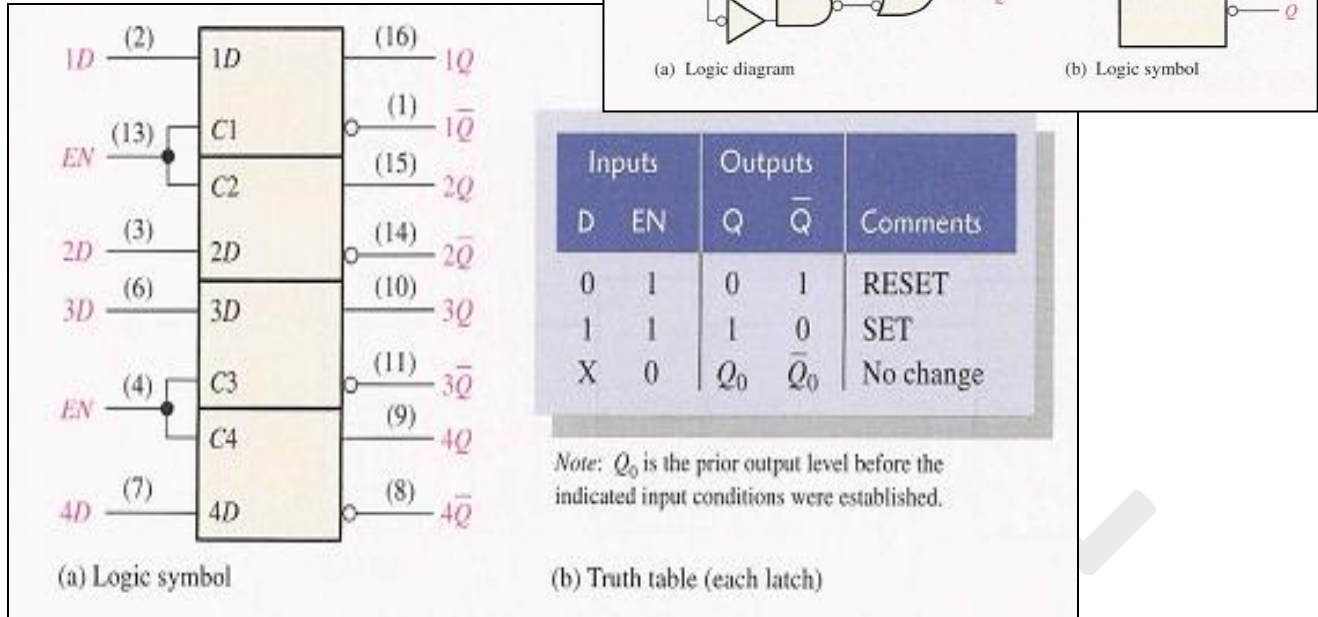 (a) Logic diagram
(b) Logic symbol
Q
1D (2) 1D (16) 1Q
EN (13) C1 (1) 1Q̅
C2 (15) 2Q
2D (3) 2D (14) 2Q̅
3D (6) 3D (10) 3Q
EN (4) C3 (11) 3Q̅
C4 (9) 4Q
4D (7) 4D (8) 4Q̅
(a) Logic symbol
Inputs Outputs
D EN Q Q̅ Comments
0 1 0 1 RESET
1 1 1 0 SET
X 0 Q₀ Q̅₀ No change
Note: Q₀ is the prior output level before the
indicated input conditions were established.
(b) Truth table (each latch)